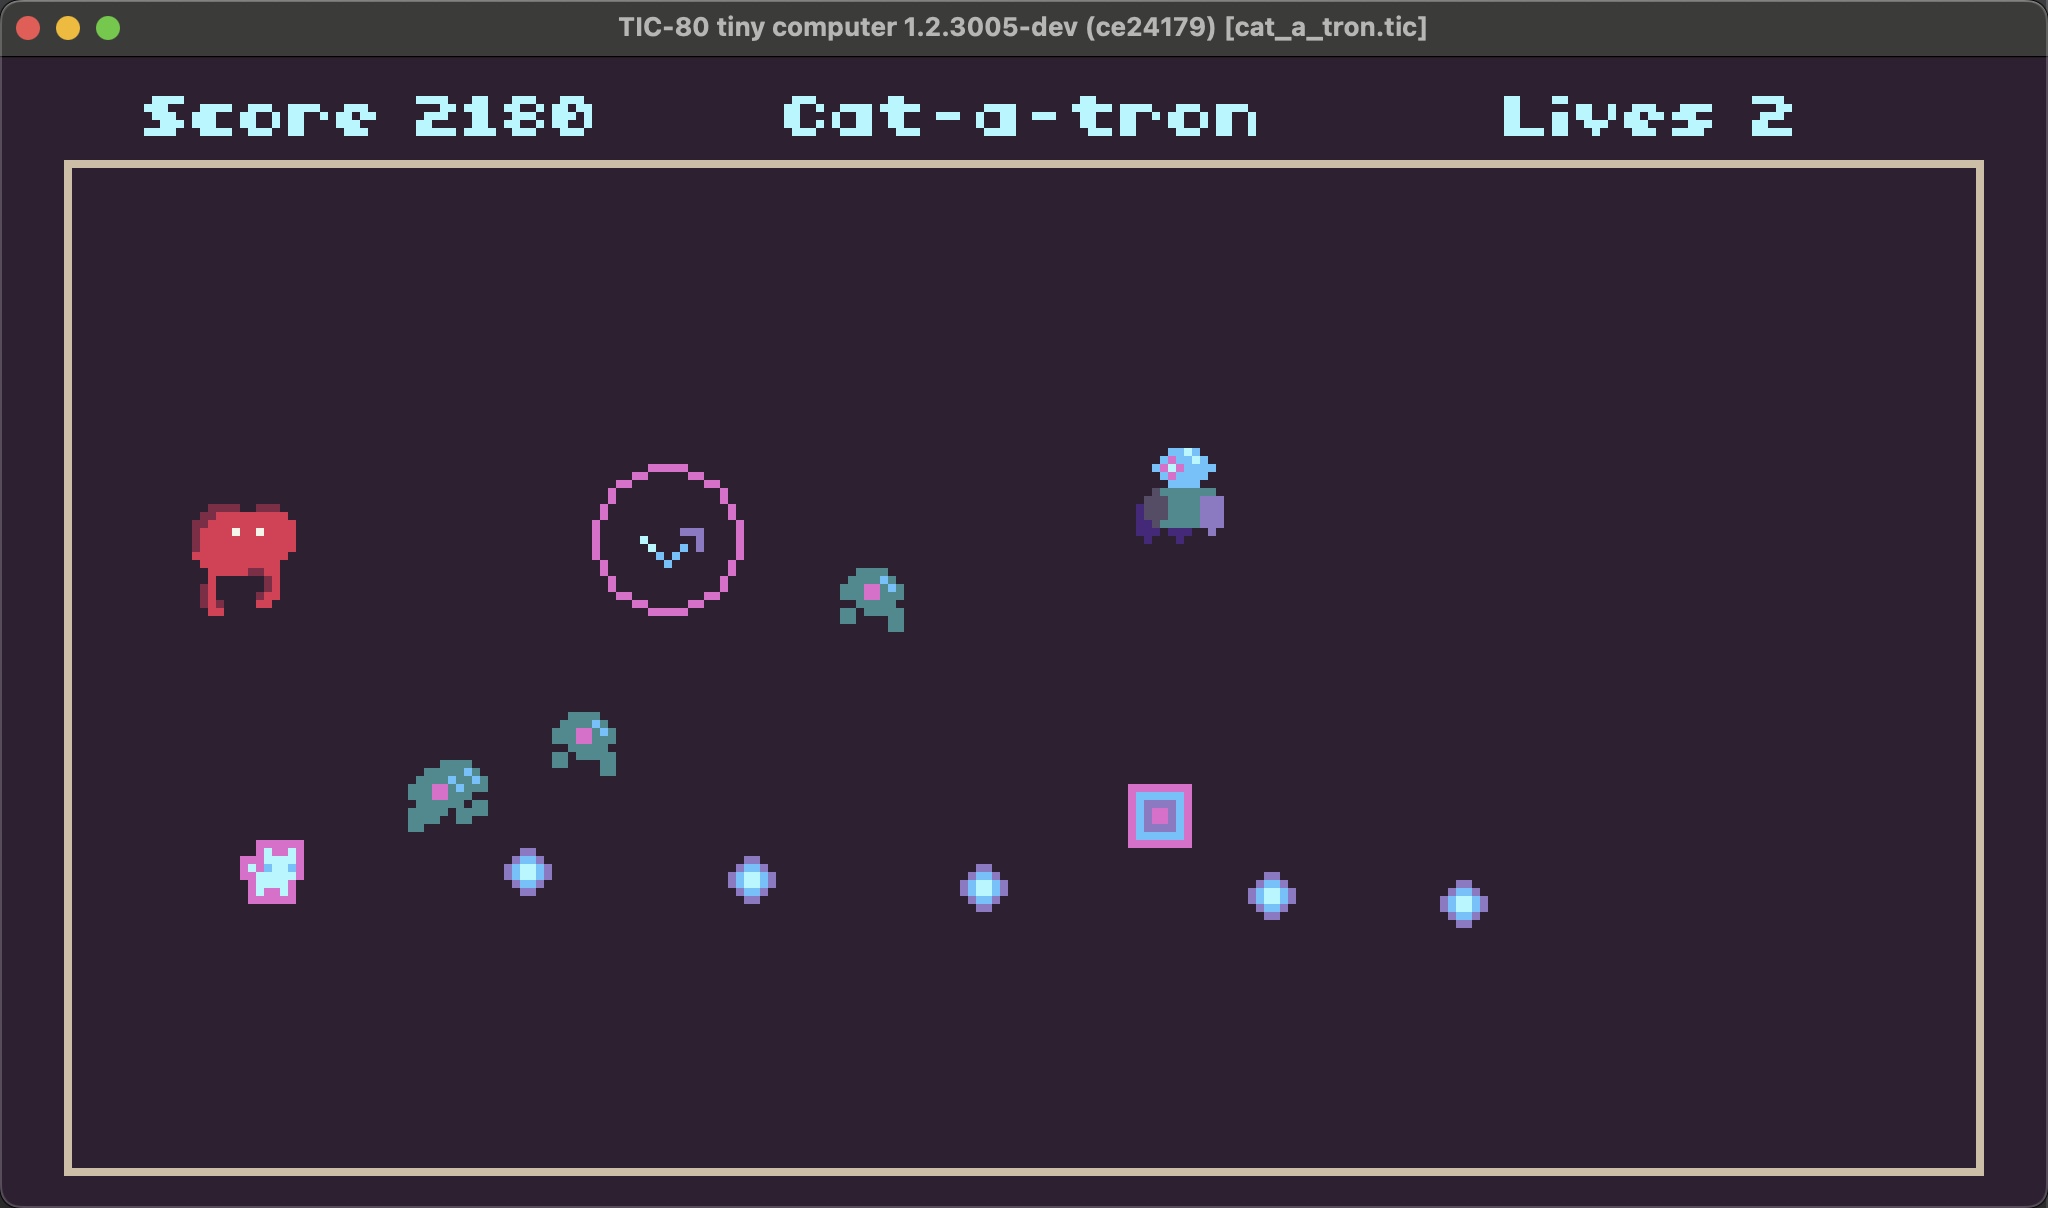 TIC-80 tiny computer 1.2.3005-dev (ce24179) [cat_a_tron.tic]
Score 2180 Cat-a-tron Lives 2